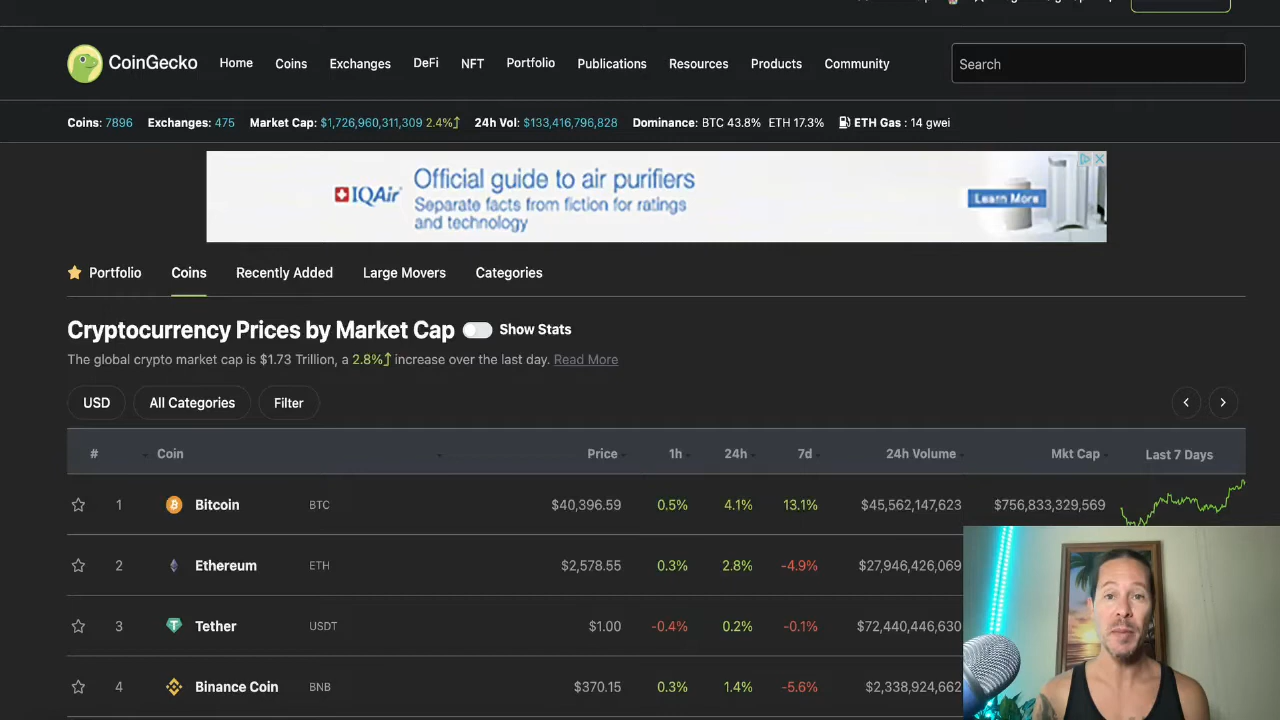 CoinGecko Home Coins Exchanges DeFi NFT Portfolio Publications Resources Products Community Search
Coins: 7896 Exchanges: 475 Market Cap: $1,726,960,311,309 2.4% 24h Vol: $133,416,796,828 Dominance: BTC 43.8% ETH 17.3% ETH Gas : 14 gwei
IQAir
Official guide to air purifiers
Separate facts from fiction for ratings
and technology
Learn More
Portfolio Coins Recently Added Large Movers Categories
Cryptocurrency Prices by Market Cap Show Stats
The global crypto market cap is $1.73 Trillion, a 2.8% increase over the last day. Read More
USD All Categories Filter
# Coin Price 1h 24h 7d 24h Volume Mkt Cap Last 7 Days
1 Bitcoin BTC $40,396.59 0.5% 4.1% 13.1% $45,562,147,623 $756,833,329,569
2 Ethereum ETH $2,578.55 0.3% 2.8% -4.9% $27,946,426,069
3 Tether USDT $1.00 -0.4% 0.2% -0.1% $72,440,446,630
4 Binance Coin BNB $370.15 0.3% 1.4% -5.6% $2,338,924,662